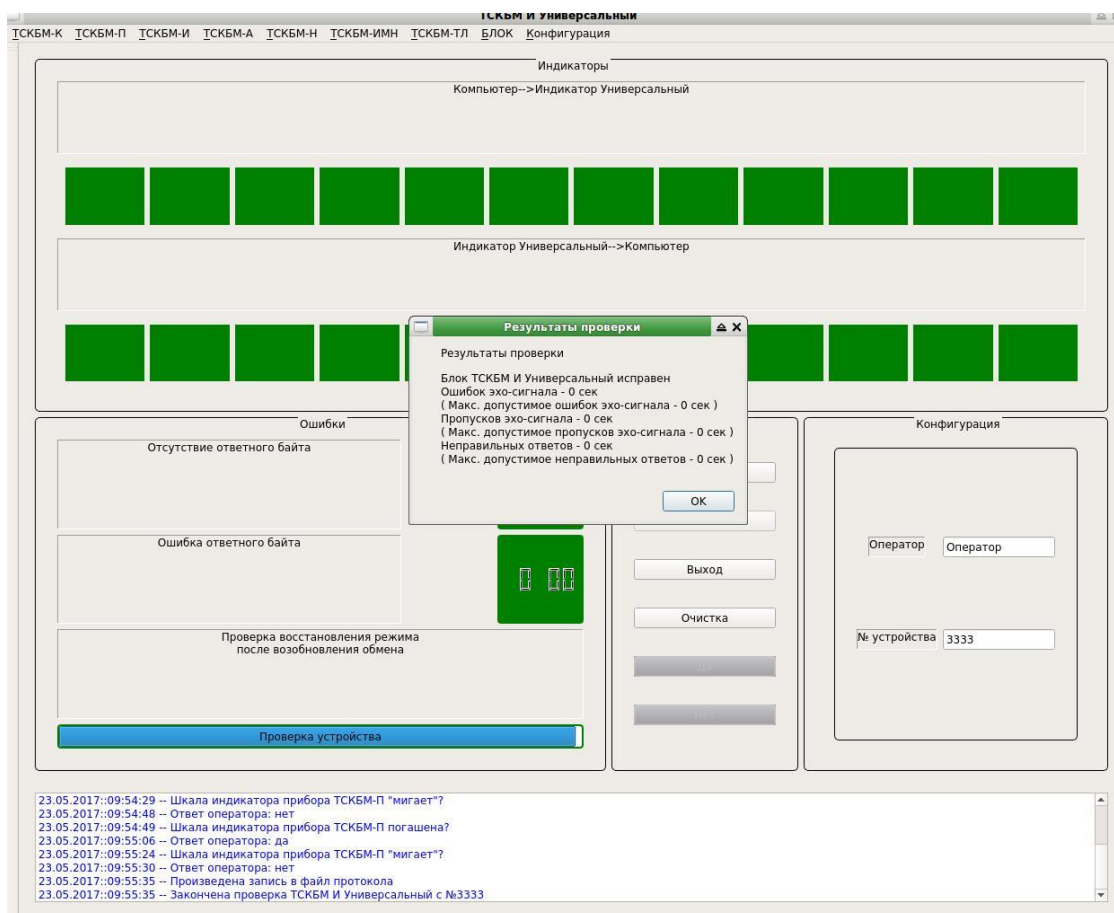 ТСКБМ И Универсальный
ТСКБМ-К ТСКБМ-П ТСКБМ-И ТСКБМ-А ТСКБМ-Н ТСКБМ-ИМН ТСКБМ-ТЛ БЛОК Конфигурация
Индикаторы
Компьютер-->Индикатор Универсальный
Индикатор Универсальный-->Компьютер
Результаты проверки
Результаты проверки
Блок ТСКБМ И Универсальный исправен
Ошибок эхо-сигнала - 0 сек
( Макс. допустимое ошибок эхо-сигнала - 0 сек )
Пропусков эхо-сигнала - 0 сек
( Макс. допустимое пропусков эхо-сигнала - 0 сек )
Неправильных ответов - 0 сек
( Макс. допустимое неправильных ответов - 0 сек )
OK
Ошибки
Отсутствие ответного байта
Ошибка ответного байта
0 00
Проверка восстановления режима
после возобновления обмена
Проверка устройства
Выход
Очистка
Да
Нет
Конфигурация
Оператор Оператор
№ устройства 3333
23.05.2017::09:54:29 -- Шкала индикатора прибора ТСКБМ-П "мигает"?
23.05.2017::09:54:48 -- Ответ оператора: нет
23.05.2017::09:54:49 -- Шкала индикатора прибора ТСКБМ-П погашена?
23.05.2017::09:55:06 -- Ответ оператора: да
23.05.2017::09:55:24 -- Шкала индикатора прибора ТСКБМ-П "мигает"?
23.05.2017::09:55:30 -- Ответ оператора: нет
23.05.2017::09:55:35 -- Произведена запись в файл протокола
23.05.2017::09:55:35 -- Закончена проверка ТСКБМ И Универсальный с №3333